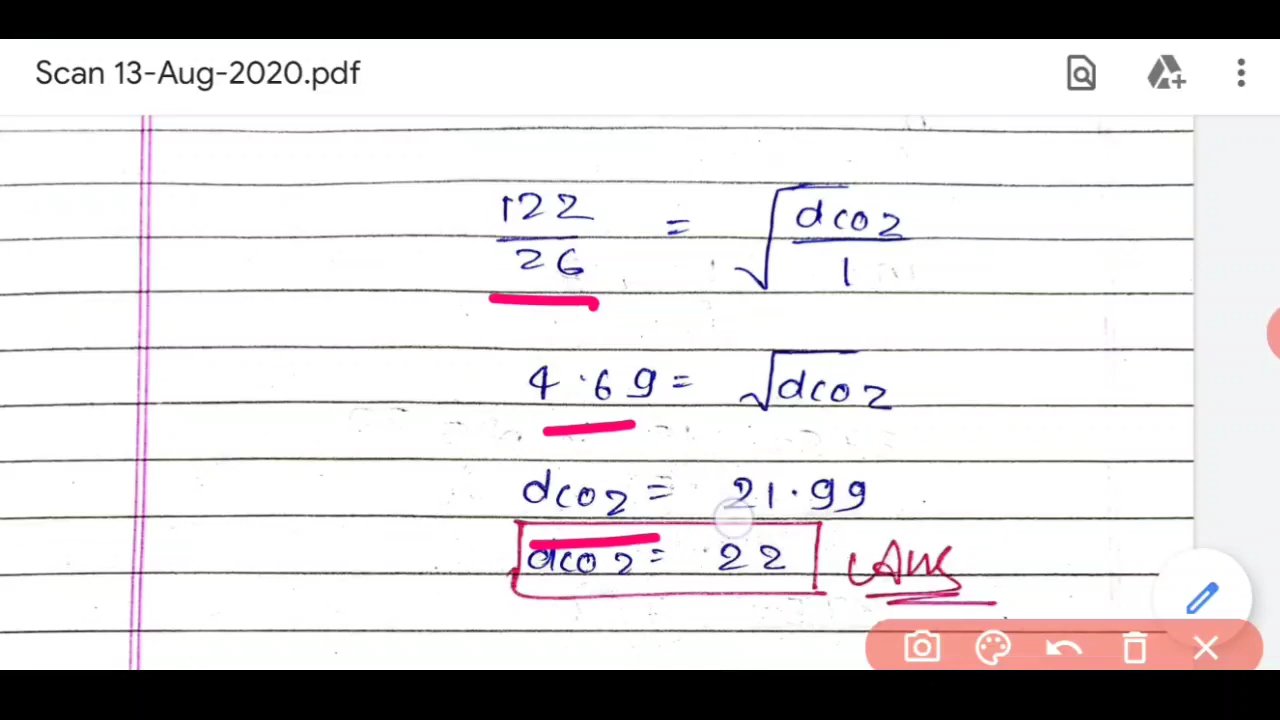 Scan 13-Aug-2020.pdf
122/26 = √dco2/1
4.69 = √dco2
dco2 = 21.99
dco2 = 22 Ans